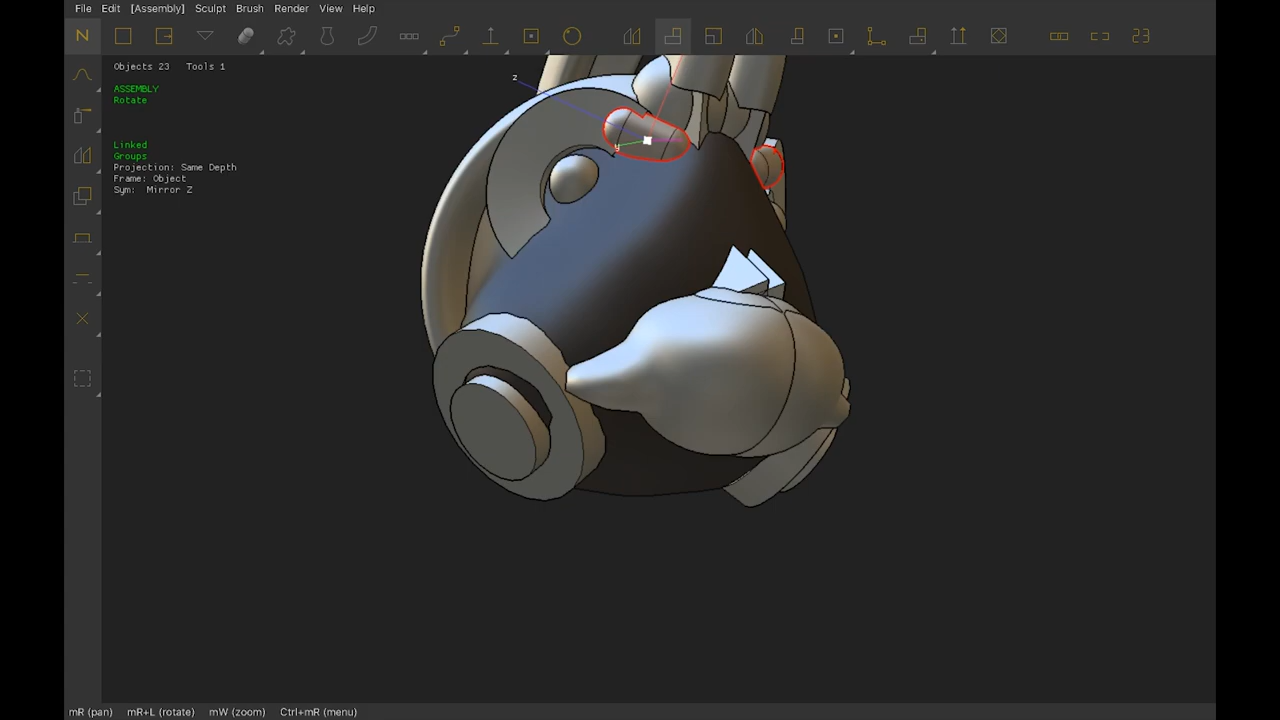 File Edit [Assembly] Sculpt Brush Render View Help
N 23
Objects 23 Tools 1
ASSEMBLY
Rotate
Linked
Groups
Projection: Same Depth
Frame: Object
Sym: Mirror Z
z
y
mR (pan) mR+L (rotate) mW (zoom) Ctrl+mR (menu)